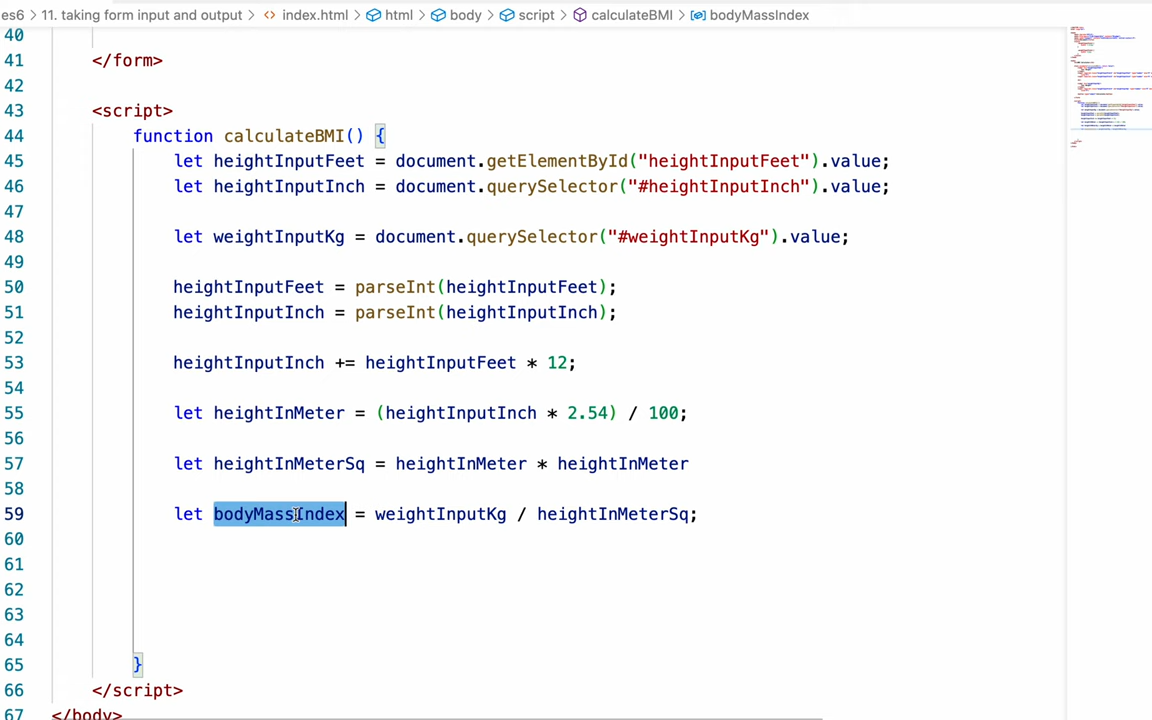 es6 > 11. taking form input and output > <> index.html > html > body > script > calculateBMI > bodyMassIndex
40
41 </form>
42
43 <script>
44 function calculateBMI() {
45 let heightInputFeet = document.getElementById("heightInputFeet").value;
46 let heightInputInch = document.querySelector("#heightInputInch").value;
47
48 let weightInputKg = document.querySelector("#weightInputKg").value;
49
50 heightInputFeet = parseInt(heightInputFeet);
51 heightInputInch = parseInt(heightInputInch);
52
53 heightInputInch += heightInputFeet * 12;
54
55 let heightInMeter = (heightInputInch * 2.54) / 100;
56
57 let heightInMeterSq = heightInMeter * heightInMeter
58
59 let bodyMassIndex = weightInputKg / heightInMeterSq;
60
61
62
63
64
65 }
66 </script>
67 </body>